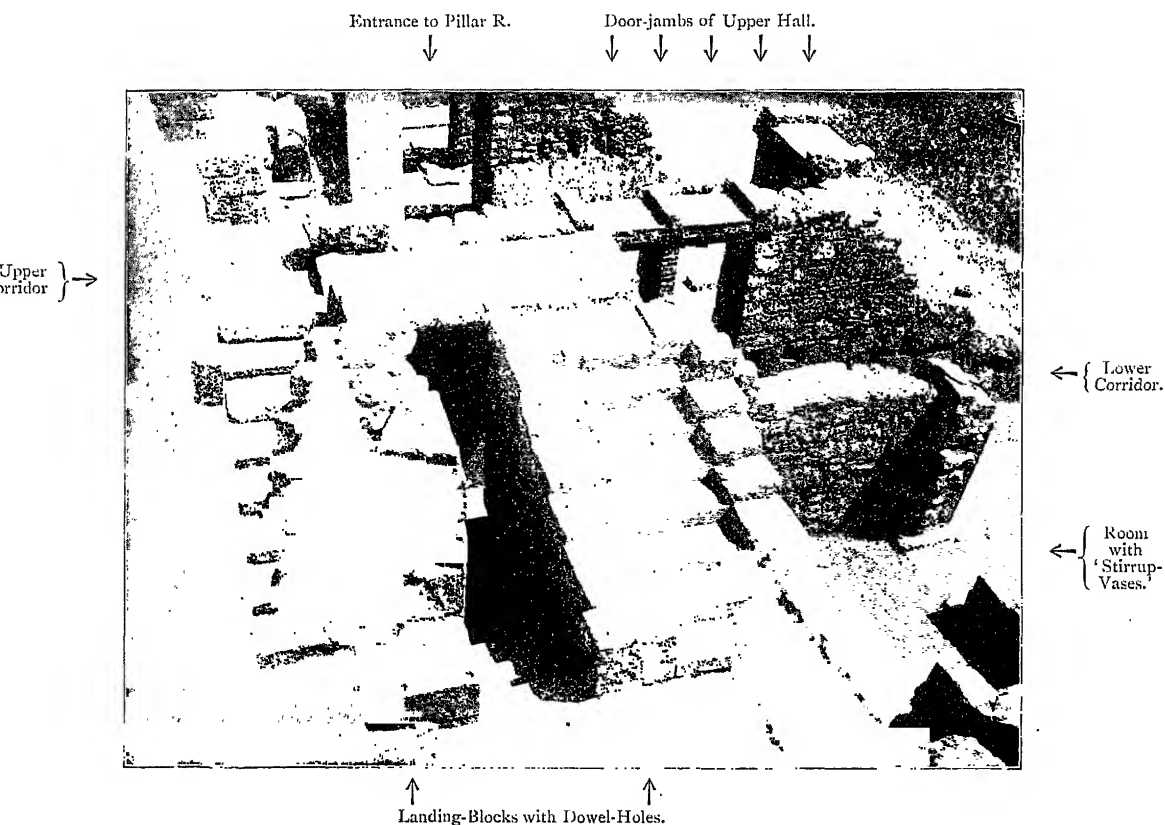 Entrance to Pillar R.
Door-jambs of Upper Hall.
Upper
orridor
Lower
Corridor.
Room
with
‘Stirrup-
Vases.’
Landing-Blocks with Dowel-Holes.